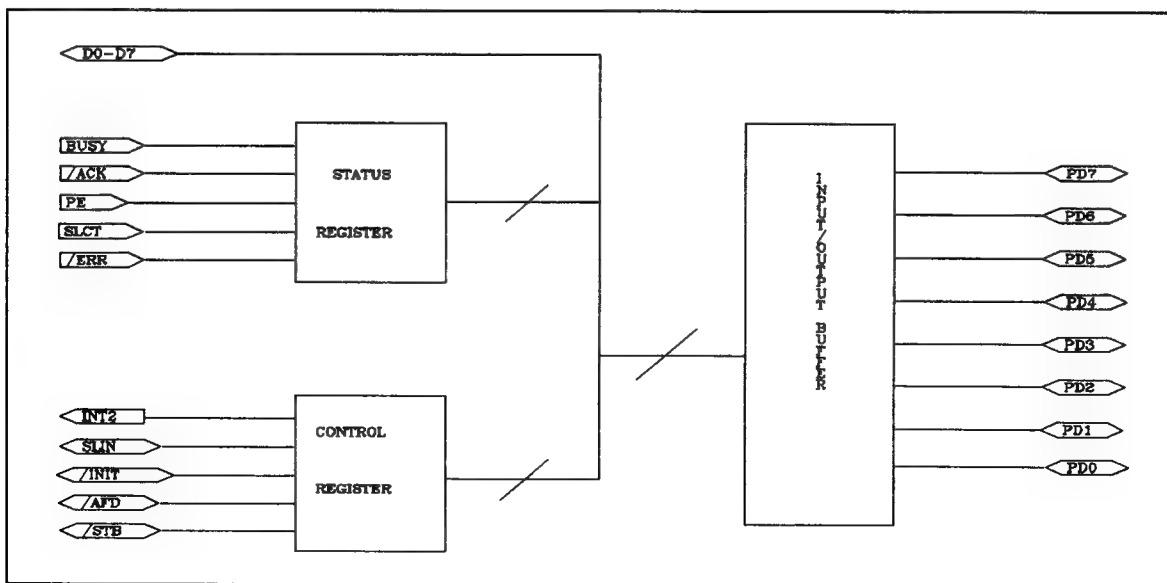 D0-D7
BUSY
/ACK
PE
SLCT
/ERR
STATUS
REGISTER
INT2
SLIN
/INIT
/AFD
/STB
CONTROL
REGISTER
INPUT/OUTPUT BUFFER
PD7
PD6
PD5
PD4
PD3
PD2
PD1
PD0